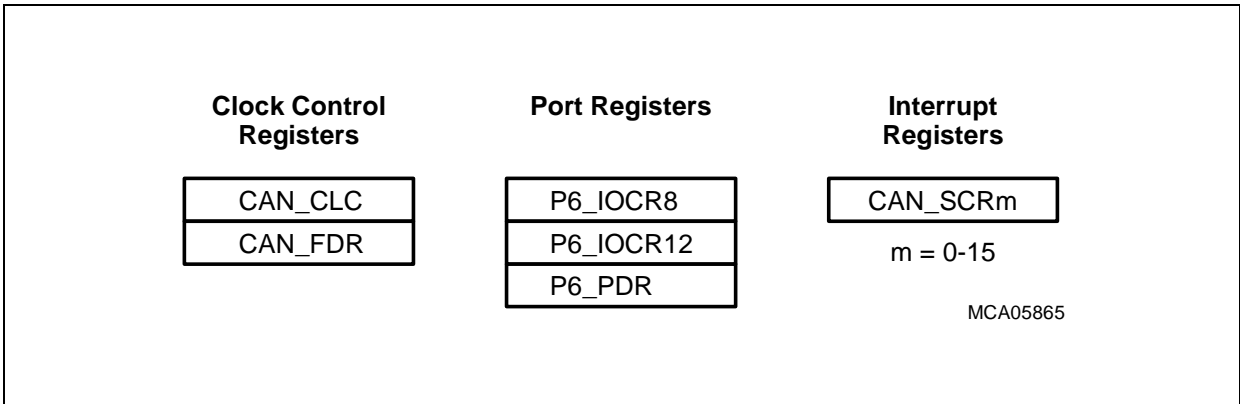 Clock Control
Registers
CAN_CLC
CAN_FDR
Port Registers
P6_IOCR8
P6_IOCR12
P6_PDR
Interrupt
Registers
CAN_SCRm
m = 0-15
MCA05865